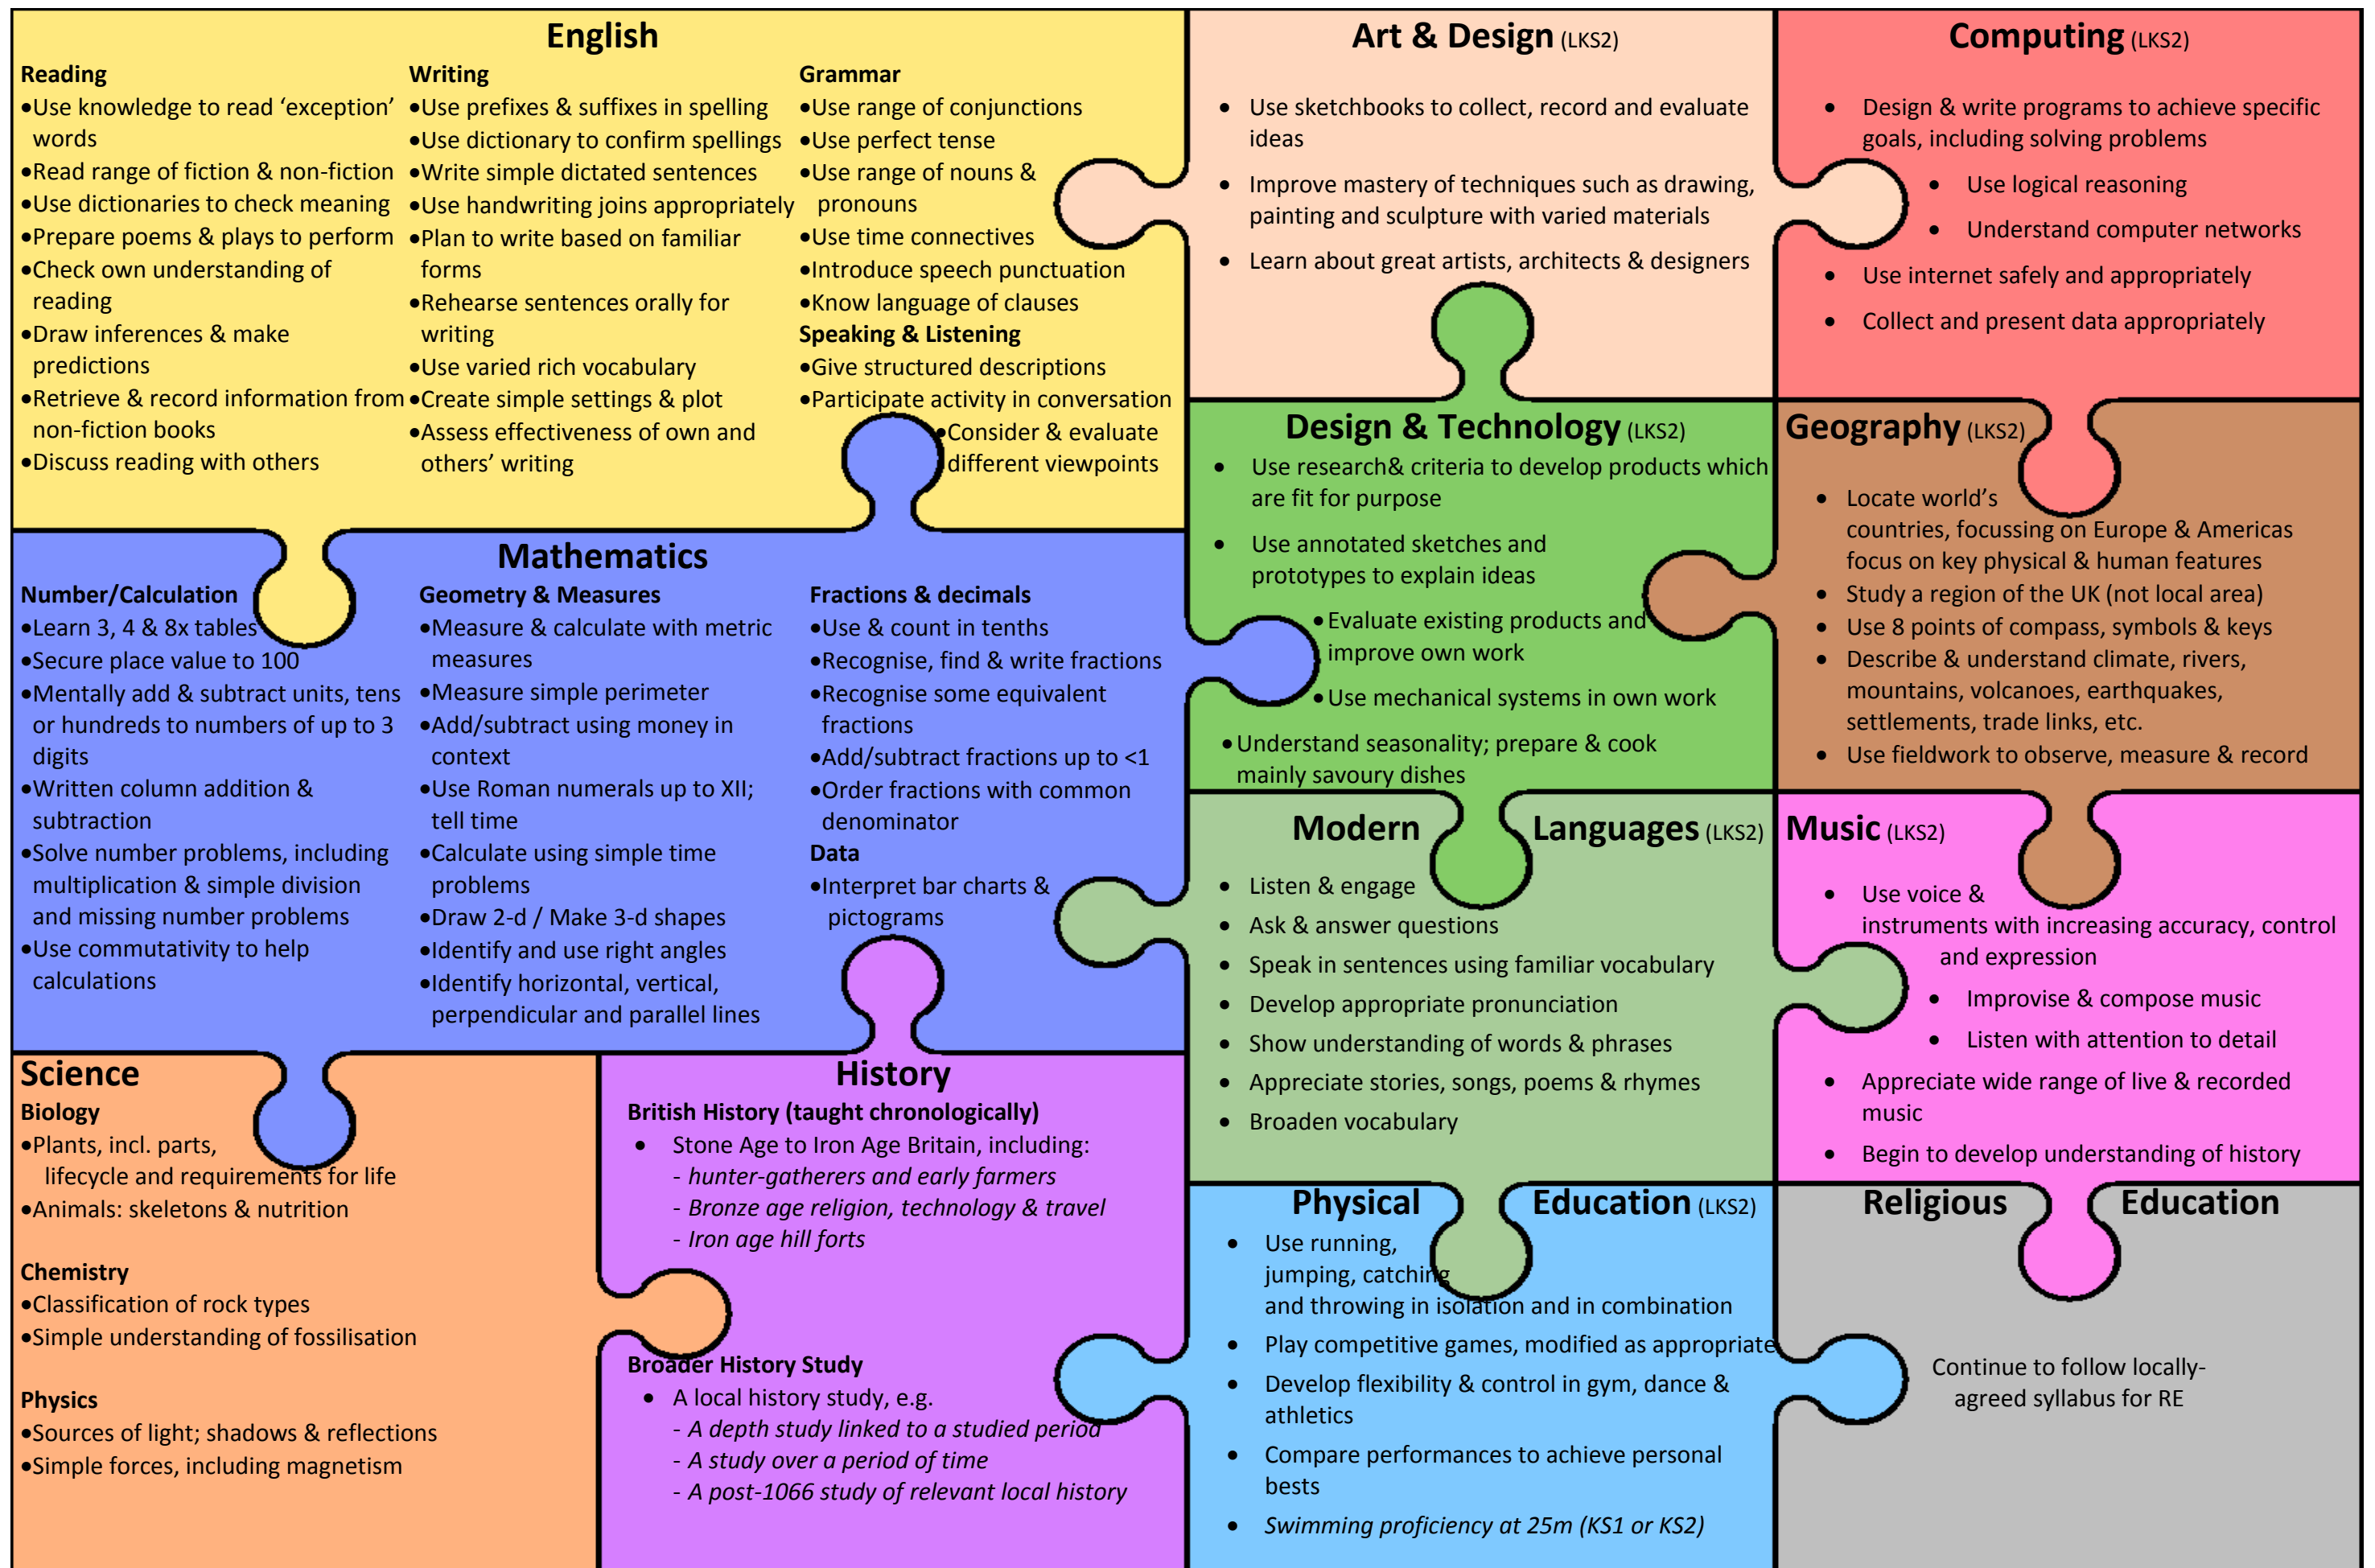 English
Reading
•Use knowledge to read ‘exception’
words
•Read range of fiction & non-fiction
•Use dictionaries to check meaning
•Prepare poems & plays to perform
•Check own understanding of
reading
•Draw inferences & make
predictions
•Retrieve & record information from
non-fiction books
•Discuss reading with others
Writing
•Use prefixes & suffixes in spelling
•Use dictionary to confirm spellings
•Write simple dictated sentences
•Use handwriting joins appropriately
•Plan to write based on familiar
forms
•Rehearse sentences orally for
writing
•Use varied rich vocabulary
•Create simple settings & plot
•Assess effectiveness of own and
others’ writing
Grammar
•Use range of conjunctions
•Use perfect tense
•Use range of nouns &
pronouns
•Use time connectives
•Introduce speech punctuation
•Know language of clauses
Speaking & Listening
•Give structured descriptions
•Participate activity in conversation
•Consider & evaluate
different viewpoints
Art & Design (LKS2)
• Use sketchbooks to collect, record and evaluate
ideas
• Improve mastery of techniques such as drawing,
painting and sculpture with varied materials
• Learn about great artists, architects & designers
Computing (LKS2)
• Design & write programs to achieve specific
goals, including solving problems
• Use logical reasoning
• Understand computer networks
• Use internet safely and appropriately
• Collect and present data appropriately
Mathematics
Number/Calculation
•Learn 3, 4 & 8x tables
•Secure place value to 100
•Mentally add & subtract units, tens
or hundreds to numbers of up to 3
digits
•Written column addition &
subtraction
•Solve number problems, including
multiplication & simple division
and missing number problems
•Use commutativity to help
calculations
Geometry & Measures
•Measure & calculate with metric
measures
•Measure simple perimeter
•Add/subtract using money in
context
•Use Roman numerals up to XII;
tell time
•Calculate using simple time
problems
•Draw 2-d / Make 3-d shapes
•Identify and use right angles
•Identify horizontal, vertical,
perpendicular and parallel lines
Fractions & decimals
•Use & count in tenths
•Recognise, find & write fractions
•Recognise some equivalent
fractions
•Add/subtract fractions up to <1
•Order fractions with common
denominator
Data
•Interpret bar charts &
pictograms
Design & Technology (LKS2)
• Use research& criteria to develop products which
are fit for purpose
• Use annotated sketches and
prototypes to explain ideas
•Evaluate existing products and
improve own work
•Use mechanical systems in own work
•Understand seasonality; prepare & cook
mainly savoury dishes
Geography (LKS2)
• Locate world’s
countries, focussing on Europe & Americas
focus on key physical & human features
• Study a region of the UK (not local area)
• Use 8 points of compass, symbols & keys
• Describe & understand climate, rivers,
mountains, volcanoes, earthquakes,
settlements, trade links, etc.
• Use fieldwork to observe, measure & record
Modern Languages (LKS2)
• Listen & engage
• Ask & answer questions
• Speak in sentences using familiar vocabulary
• Develop appropriate pronunciation
• Show understanding of words & phrases
• Appreciate stories, songs, poems & rhymes
• Broaden vocabulary
Music (LKS2)
• Use voice &
instruments with increasing accuracy, control
and expression
• Improvise & compose music
• Listen with attention to detail
• Appreciate wide range of live & recorded
music
• Begin to develop understanding of history
Science
Biology
•Plants, incl. parts,
lifecycle and requirements for life
•Animals: skeletons & nutrition
Chemistry
•Classification of rock types
•Simple understanding of fossilisation
Physics
•Sources of light; shadows & reflections
•Simple forces, including magnetism
History
British History (taught chronologically)
• Stone Age to Iron Age Britain, including:
- hunter-gatherers and early farmers
- Bronze age religion, technology & travel
- Iron age hill forts
Broader History Study
• A local history study, e.g.
- A depth study linked to a studied period
- A study over a period of time
- A post-1066 study of relevant local history
Physical Education (LKS2)
• Use running,
jumping, catching
and throwing in isolation and in combination
• Play competitive games, modified as appropriate
• Develop flexibility & control in gym, dance &
athletics
• Compare performances to achieve personal
bests
• Swimming proficiency at 25m (KS1 or KS2)
Religious Education
Continue to follow locally-
agreed syllabus for RE